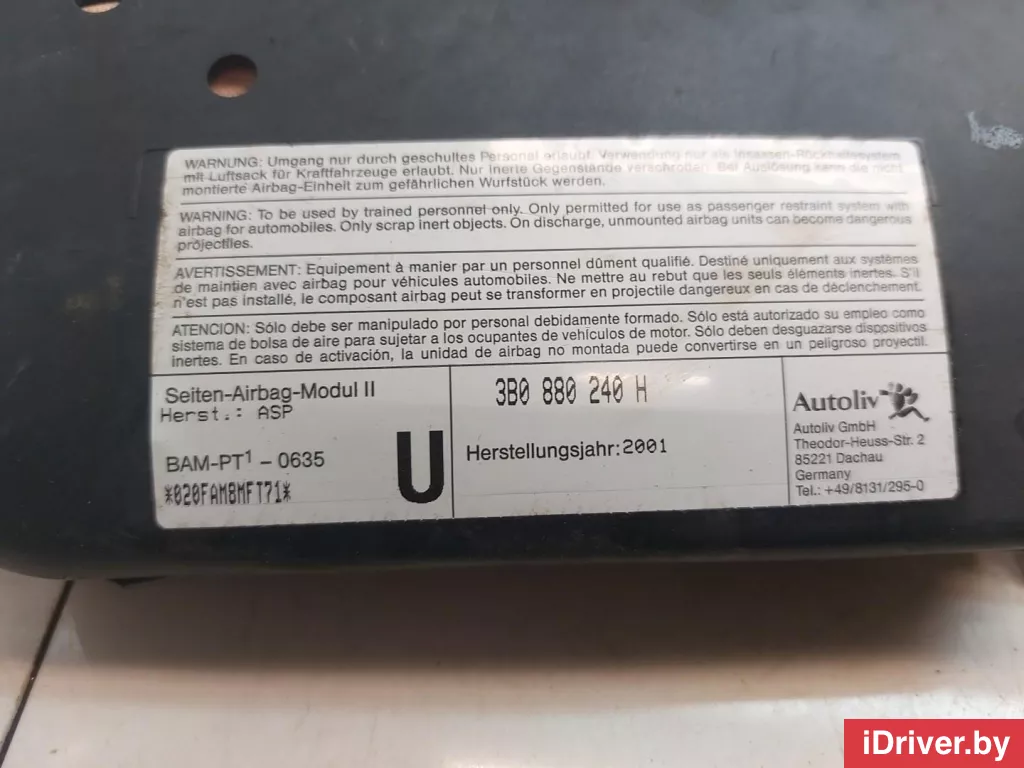 WARNUNG: Umgang nur durch geschultes Personal erlaubt. Verwendung nur als Insassen-Rückhaltesystem
mit Luftsack für Kraftfahrzeuge erlaubt. Nur inerte Gegenstände verschrotten. Bei Auslösung kann die nicht
montierte Airbag-Einheit zum gefährlichen Wurfstück werden.
WARNING: To be used by trained personnel only. Only permitted for use as passenger restraint system with
airbag for automobiles. Only scrap inert objects. On discharge, unmounted airbag units can become dangerous
projectiles.
AVERTISSEMENT: Equipement à manier par un personnel dûment qualifié. Destiné uniquement aux systèmes
de maintien avec airbag pour véhicules automobiles. Ne mettre au rebut que les seuls éléments inertes. S'il
n'est pas installé, le composant airbag peut se transformer en projectile dangereux en cas de déclenchement.
ATENCION: Sólo debe ser manipulado por personal debidamente formado. Sólo está autorizado su empleo como
sistema de bolsa de aire para sujetar a los ocupantes de vehículos de motor. Sólo deben desguazarse dispositivos
inertes. En caso de activación, la unidad de airbag no montada puede convertirse en un peligroso proyectil.
Seiten-Airbag-Modul II
Herst.: ASP
BAM-PT1 - 0635
*020FAM8MFT71*
U
3B0 880 240 H
Herstellungsjahr:2001
Autoliv
Autoliv GmbH
Theodor-Heuss-Str. 2
85221 Dachau
Germany
Tel.: +49/8131/295-0
iDriver.by